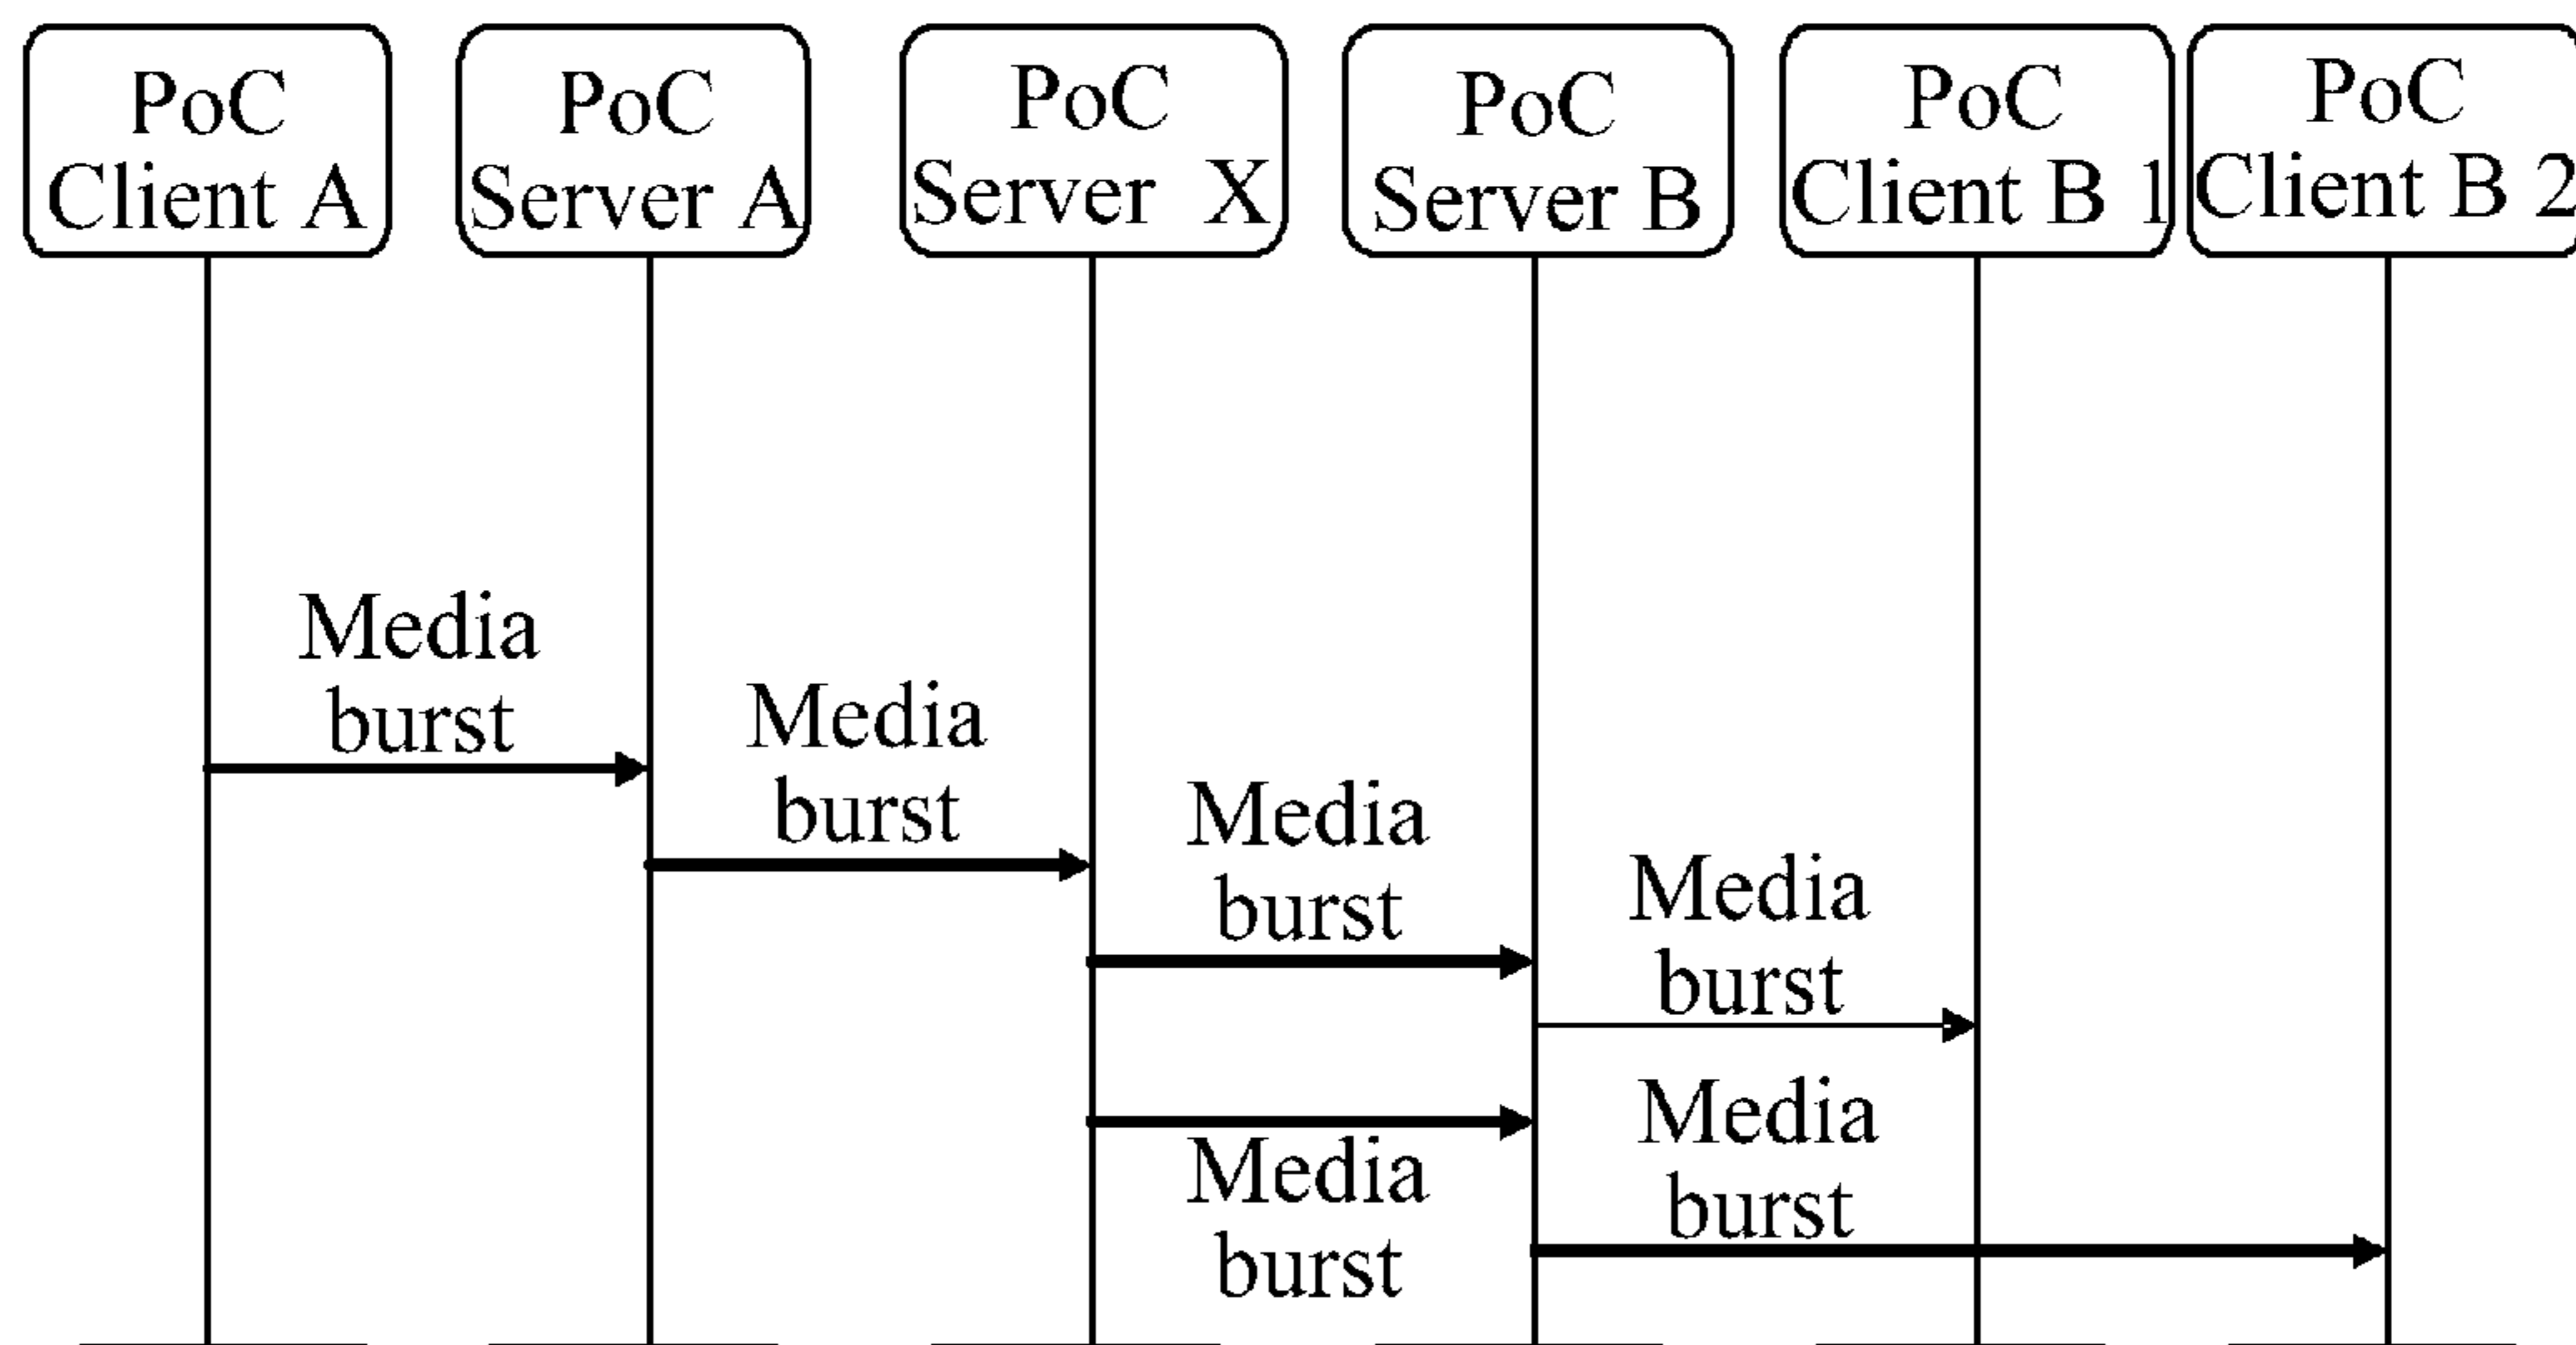 PoC
Client A
PoC
Server A
PoC
Server X
PoC
Server B
PoC
Client B 1
PoC
Client B 2
Media
burst
Media
burst
Media
burst
Media
burst
Media
burst
Media
burst